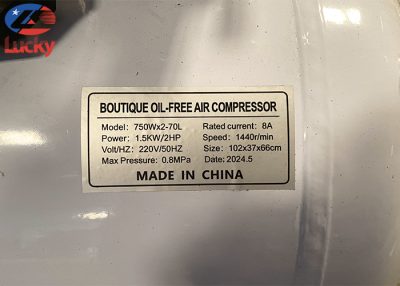 Lucky
BOUTIQUE OIL-FREE AIR COMPRESSOR
Model: 750Wx2-70L Rated current: 8A
Power: 1.5KW/2HP Speed: 1440r/min
Volt/HZ: 220V/50HZ Size: 102x37x66cm
Max Pressure: 0.8MPa Date: 2024.5
MADE IN CHINA